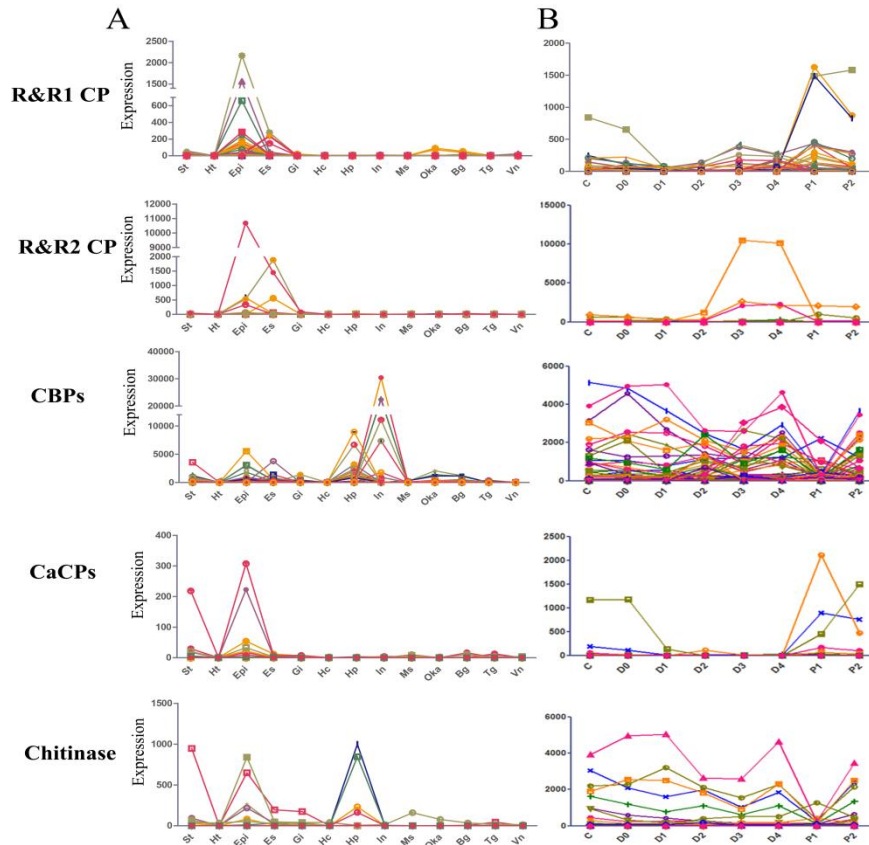 A
B
R&R1 CP
Expression
2500
2000
1500
1000
600
400
200
0
St Ht Epi Es Gi Hc Hp In Ms Oka Bg Tg Vn
2000
1500
1000
500
0
C D0 D1 D2 D3 D4 P1 P2
R&R2 CP
12000
11000
10000
9000
2000
1500
1000
500
0
St Ht Epi Es Gi Hc Hp In Ms Oka Bg Tg Vn
15000
10000
5000
0
C D0 D1 D2 D3 D4 P1 P2
CBPs
40000
30000
20000
10000
5000
0
St Ht Epi Es Gi Hc Hp In Ms Oka Bg Tg Vn
6000
4000
2000
0
C D0 D1 D2 D3 D4 P1 P2
CaCPs
Expression
400
300
200
100
0
St Ht Epi Es Gi Hc Hp In Ms Oka Bg Tg Vn
2500
2000
1500
1000
500
0
C D0 D1 D2 D3 D4 P1 P2
Chitinase
Expression
1500
1000
500
0
St Ht Epi Es Gi Hc Hp In Ms Oka Bg Tg Vn
6000
4000
2000
0
C D0 D1 D2 D3 D4 P1 P2